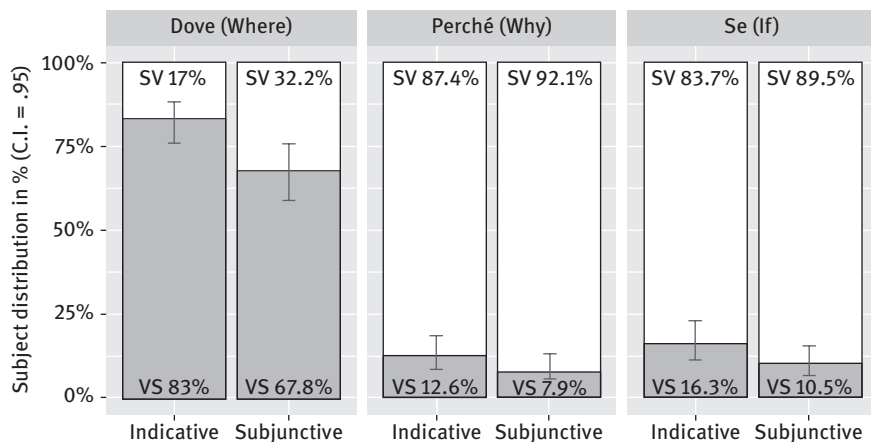 Dove (Where) Perché (Why) Se (If)
Subject distribution in % (C.I. = .95)
100%
75%
50%
25%
0%
SV 17% SV 32.2% SV 87.4% SV 92.1% SV 83.7% SV 89.5%
VS 83% VS 67.8% VS 12.6% VS 7.9% VS 16.3% VS 10.5%
Indicative Subjunctive Indicative Subjunctive Indicative Subjunctive